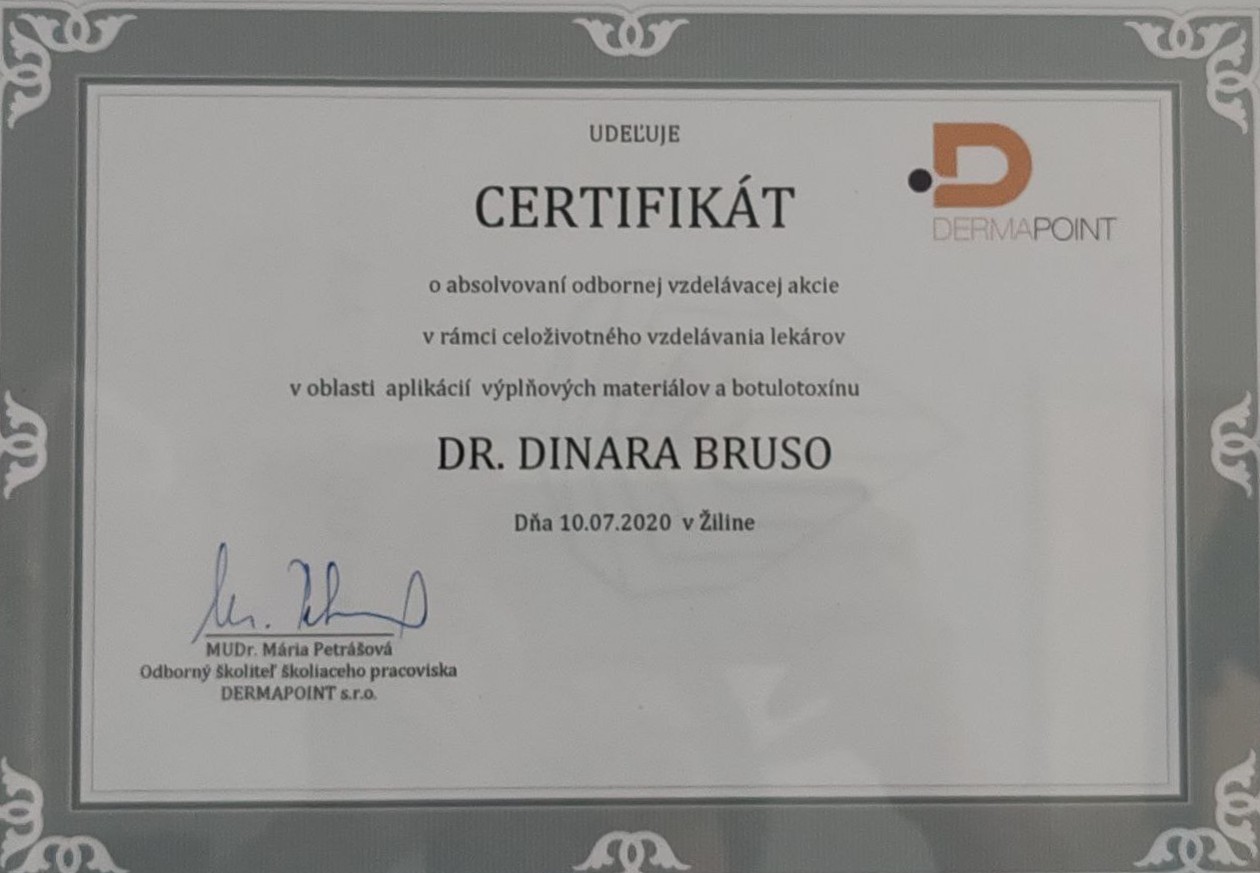 UDEĽUJE
DERMAPOINT
CERTIFIKÁT
o absolvovaní odbornej vzdelávacej akcie
v rámci celoživotného vzdelávania lekárov
v oblasti aplikácií výplňových materiálov a botulotoxínu
DR. DINARA BRUSO
Dňa 10.07.2020 v Žiline
MUDr. Mária Petrášová
Odborný školiteľ školiaceho pracoviska
DERMAPOINT s.r.o.